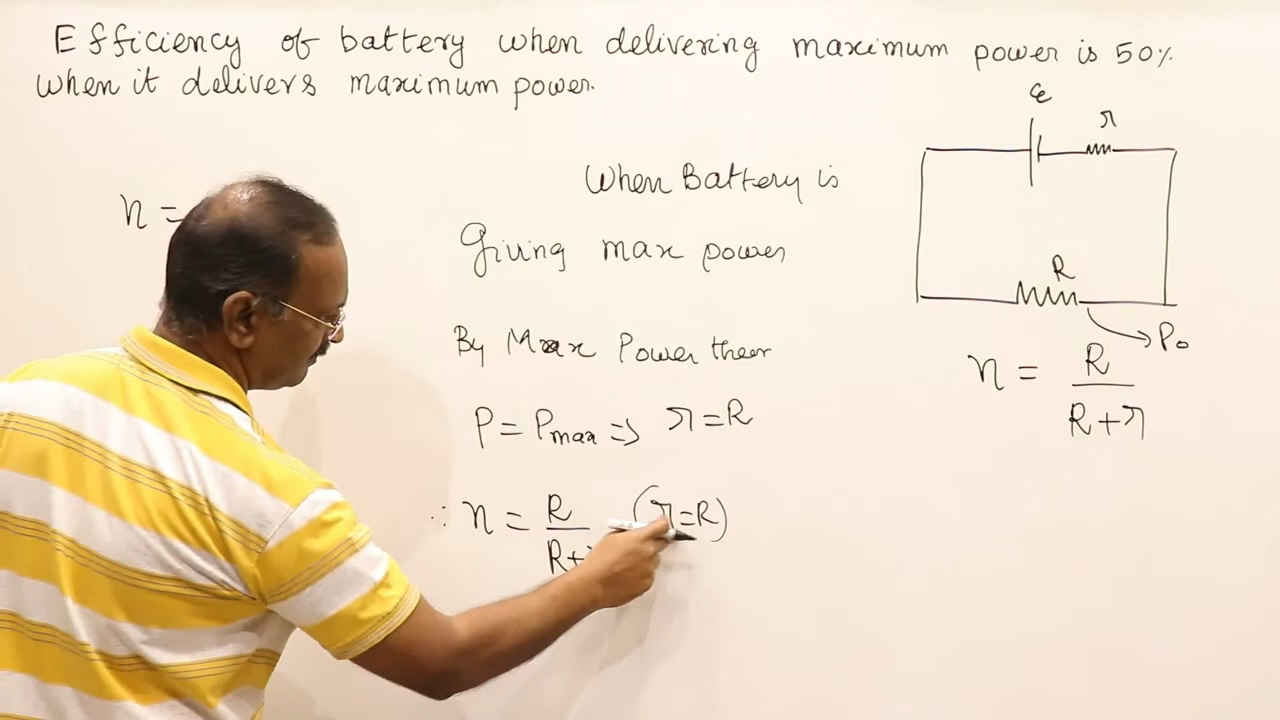 Efficiency of battery when delivering maximum power is 50%
when it delivers maximum power.
η =
When Battery is
Giving max power
By Max Power theor
P = Pmax => r = R
∴ η = R / R+ (r = R)
r
R
P₀
η = R / R+r